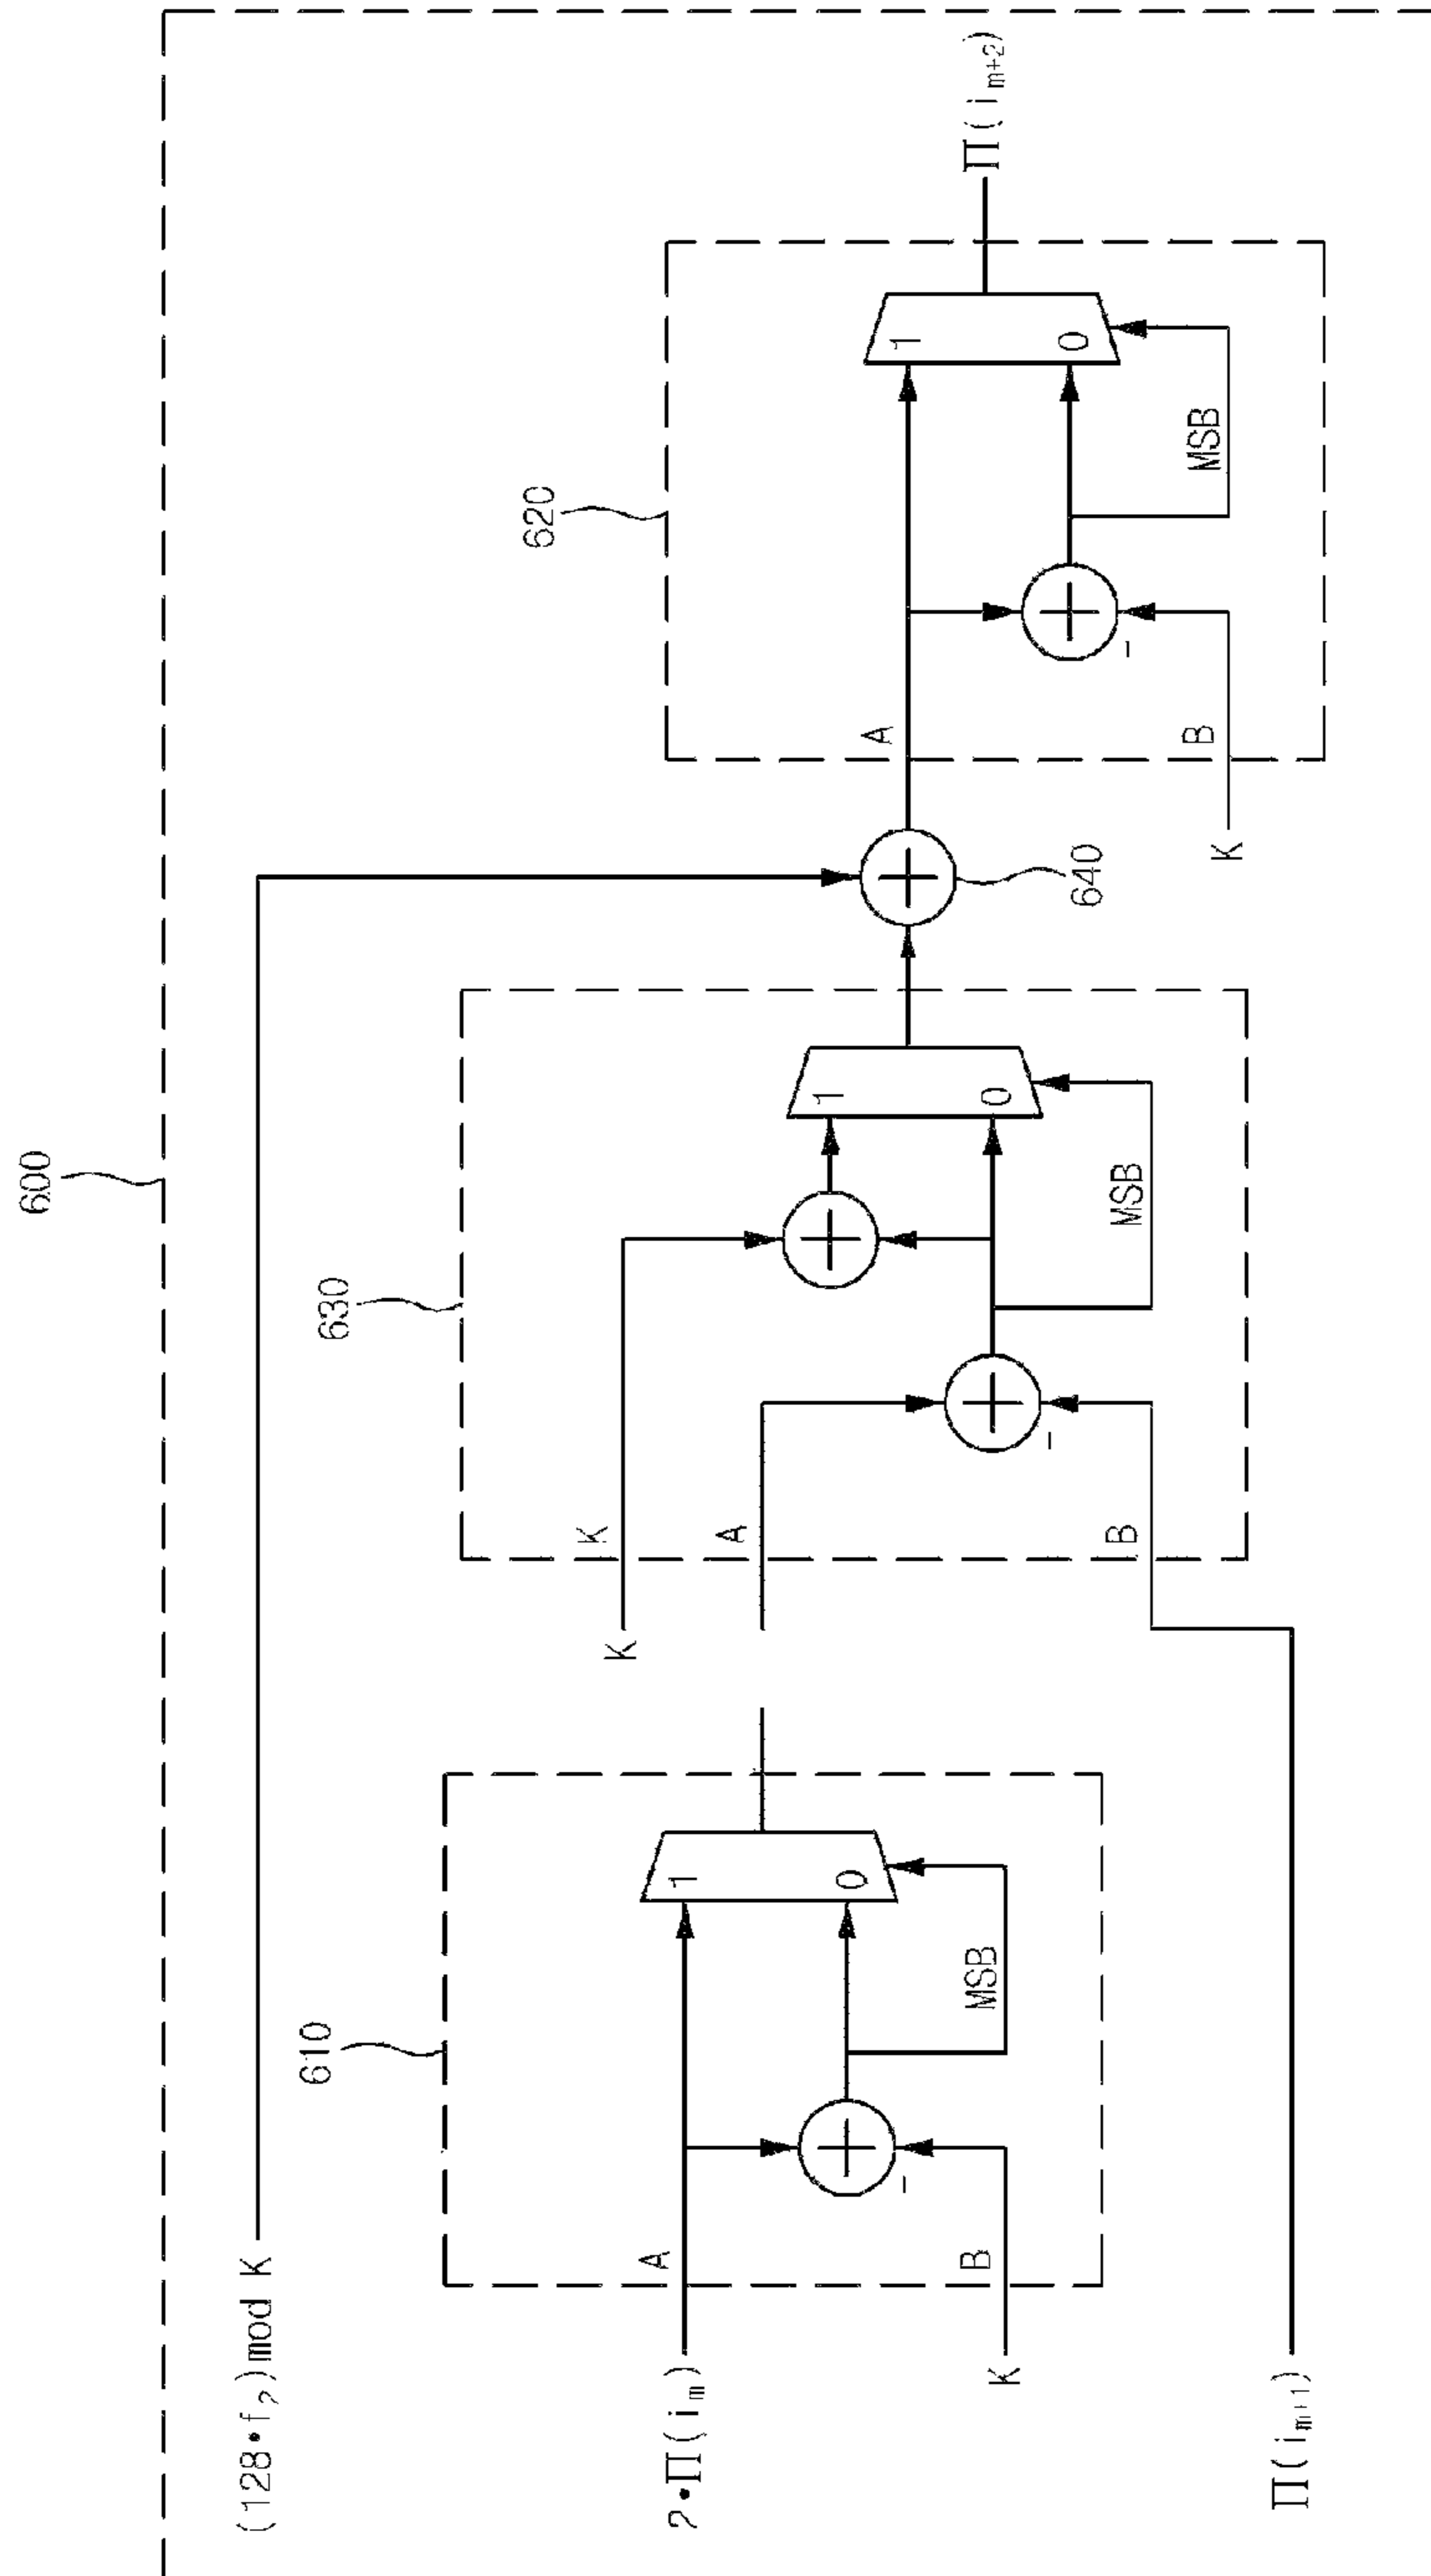 600
(128•f₂)mod K
2•Π(iₘ)
K
Π(iₘ₊₁)
610
A
B
1
0
MSB
K
630
K
A
B
1
0
MSB
640
K
620
A
B
1
0
MSB
Π(iₘ₊₂)